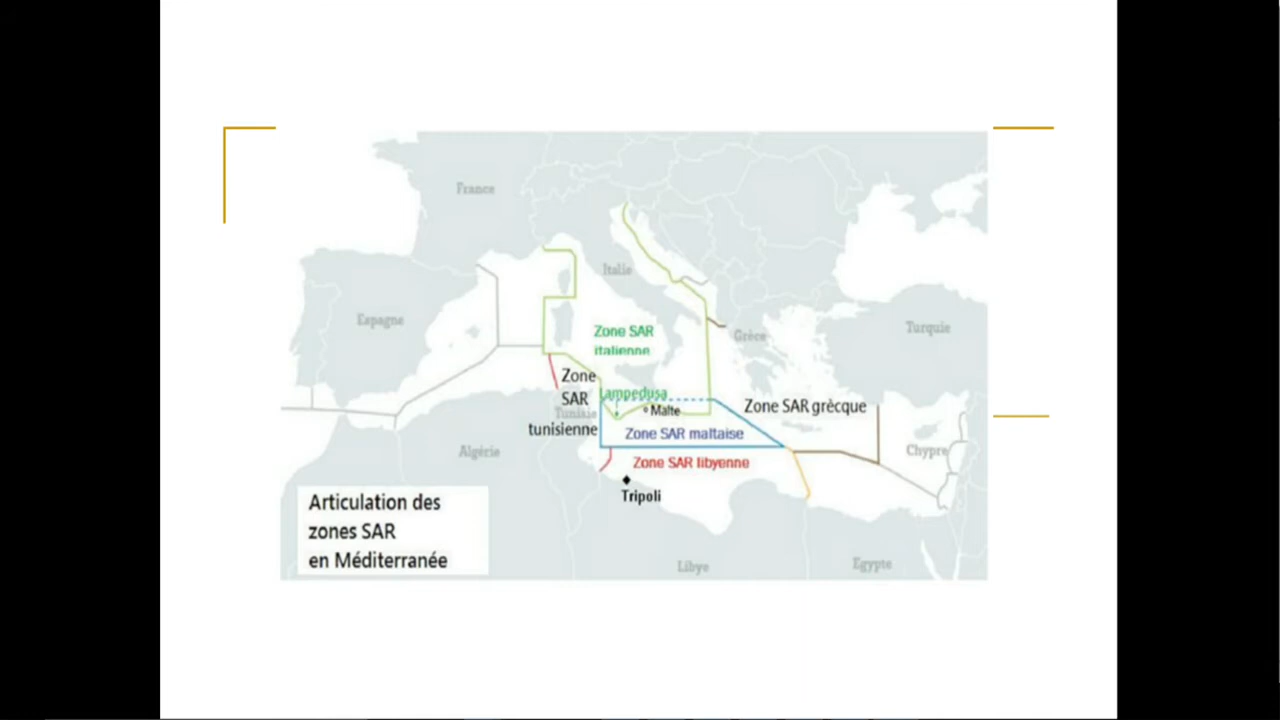 France
Italie
Espagne
Grèce
Turquie
Zone SAR
italienne
Zone
SAR
Tunisie
tunisienne
Lampedusa
Malte
Zone SAR grècque
Zone SAR maltaise
Algérie
Chypre
Zone SAR libyenne
Tripoli
Articulation des
zones SAR
en Méditerranée
Libye
Egypte